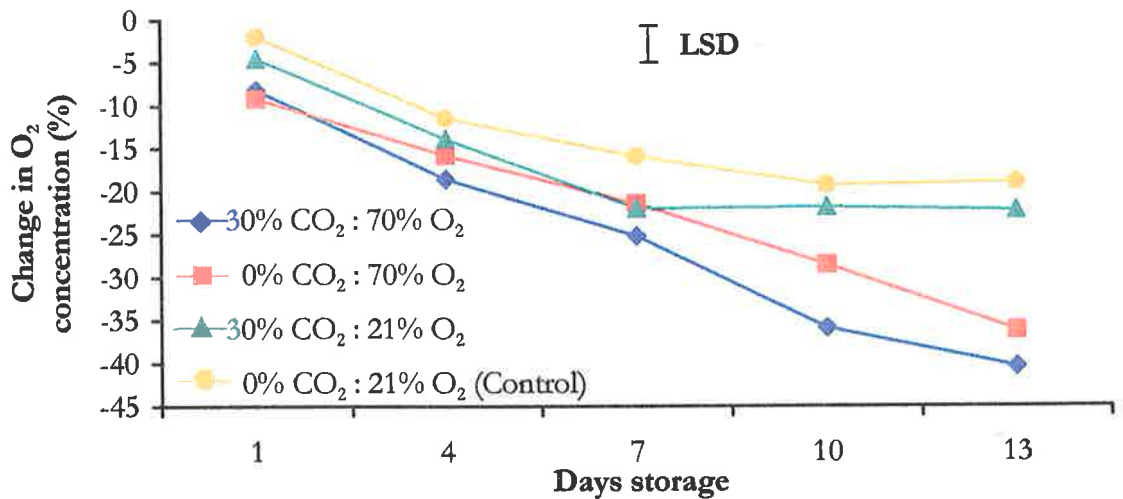 0
-5
-10
-15
-20
-25
-30
-35
-40
-45
Change in O₂
concentration (%)
LSD
30% CO₂ : 70% O₂
0% CO₂ : 70% O₂
30% CO₂ : 21% O₂
0% CO₂ : 21% O₂ (Control)
1 4 7 10 13
Days storage